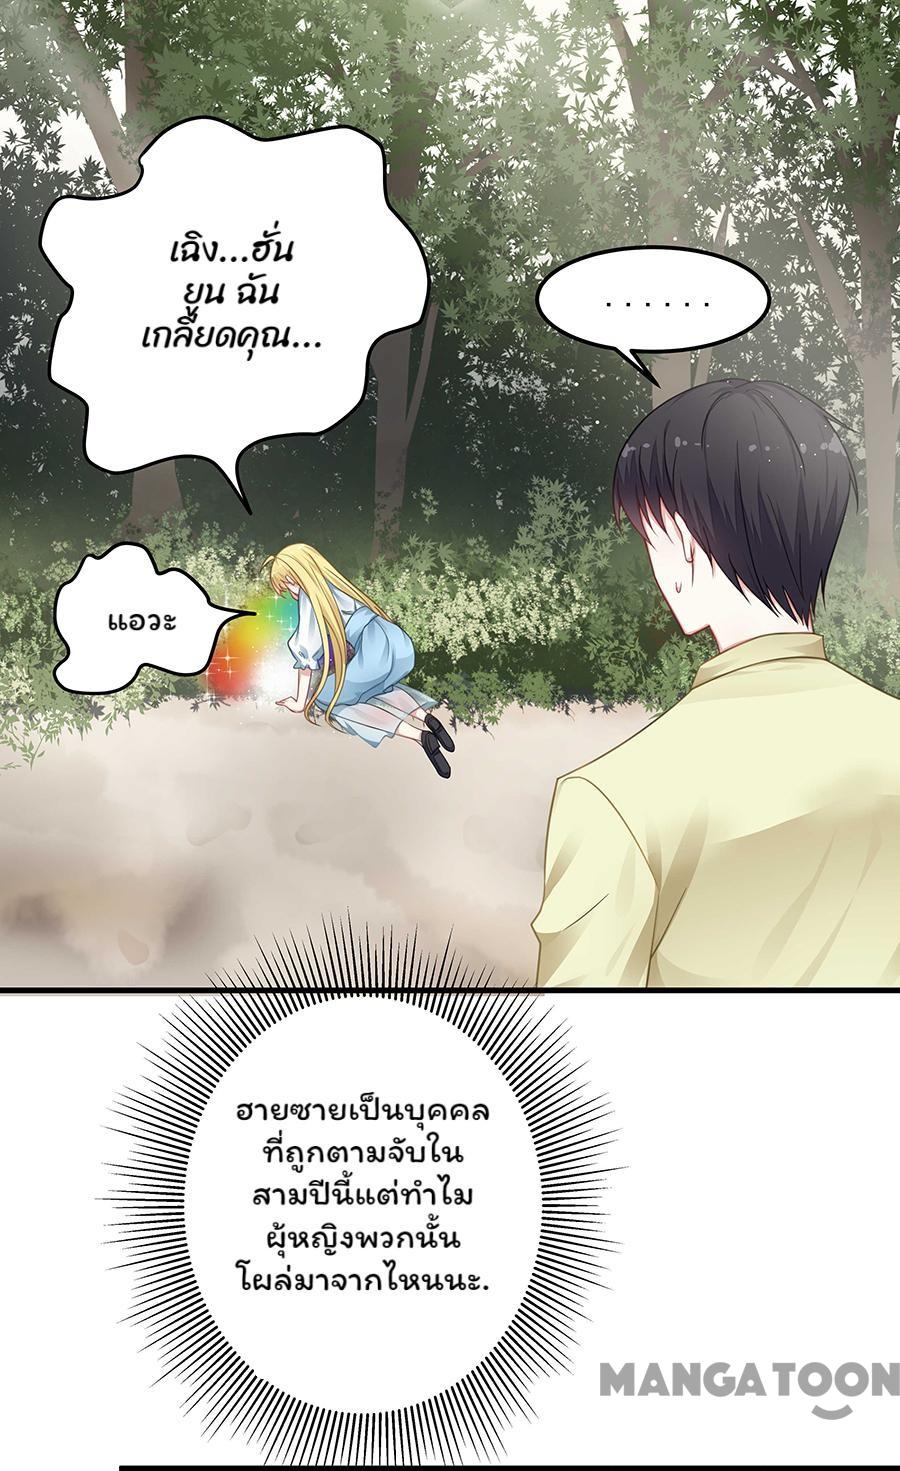 เฉิง...ฮั่น
ยูน ฉัน
เกลียดคุณ...
......
แอวะ
ฮายซายเป็นบุคคล
ที่ถูกตามจับใน
สามปีนี้แต่ทำไม
ผุ้หญิงพวกนั้น
โผล่มาจากไหนนะ.
MANGATOON